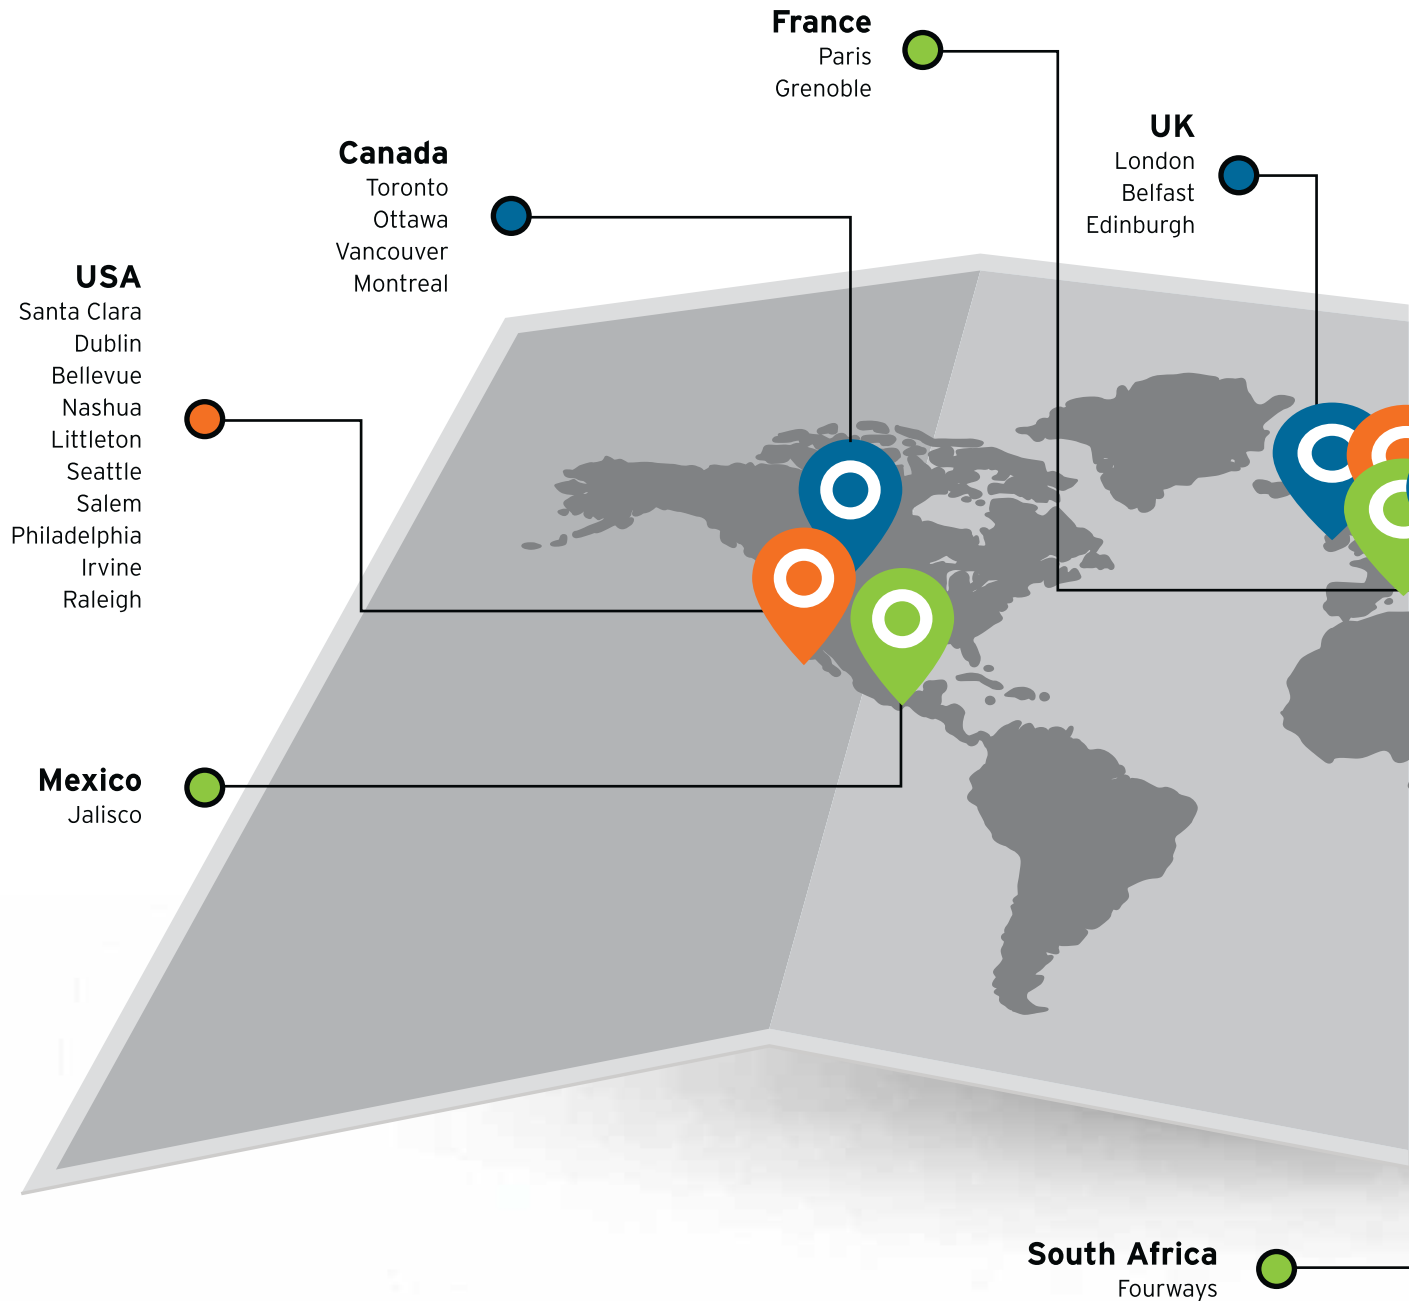 France
Paris
Grenoble
UK
London
Belfast
Edinburgh
Canada
Toronto
Ottawa
Vancouver
Montreal
USA
Santa Clara
Dublin
Bellevue
Nashua
Littleton
Seattle
Salem
Philadelphia
Irvine
Raleigh
Mexico
Jalisco
South Africa
Fourways